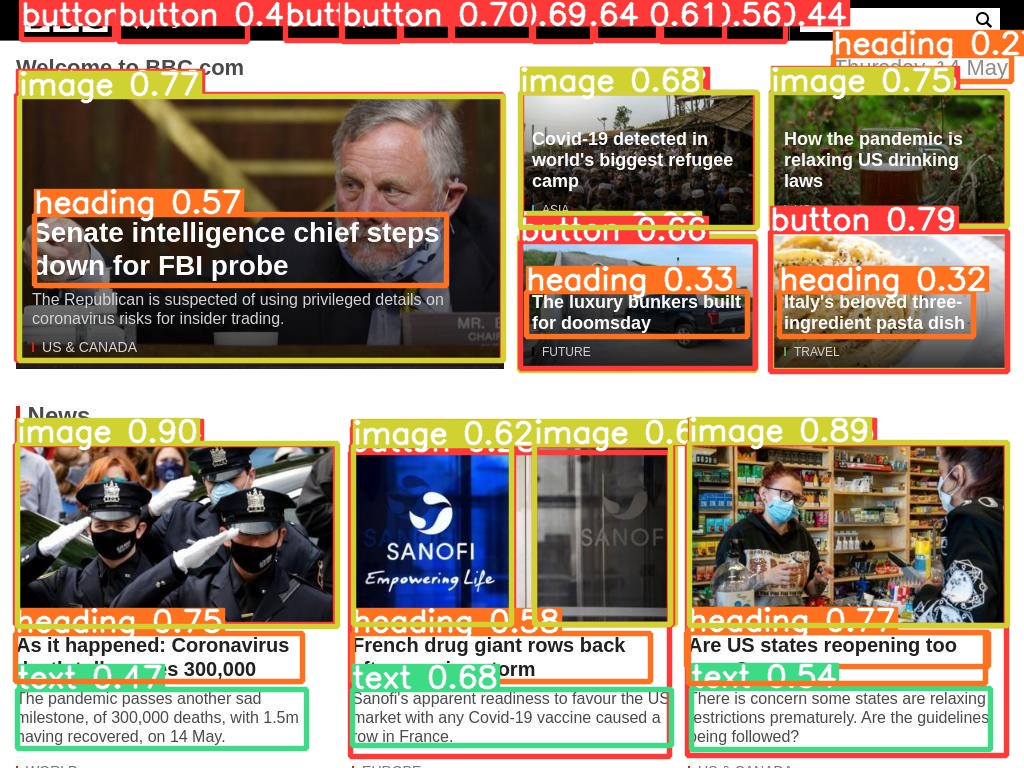 button button 0.4 button button 0.70 .69 .64 0.61 .56 .44
heading 0.27
Welcome to BBC.com
Thursday, 14 May
image 0.77
image 0.68
image 0.75
Covid-19 detected in
world's biggest refugee
camp
ASIA
How the pandemic is
relaxing US drinking
laws
heading 0.57
Senate intelligence chief steps
down for FBI probe
The Republican is suspected of using privileged details on
coronavirus risks for insider trading.
US & CANADA
button 0.66
heading 0.33
The luxury bunkers built
for doomsday
FUTURE
button 0.79
heading 0.32
Italy's beloved three-
ingredient pasta dish
TRAVEL
News
image 0.90
image 0.62
image 0.6
image 0.89
SANOFI
Empowering Life
SANOF
heading 0.75
As it happened: Coronavirus
300,000
text 0.47
The pandemic passes another sad
milestone, of 300,000 deaths, with 1.5m
having recovered, on 14 May.
WORLD
heading 0.58
French drug giant rows back
storm
text 0.68
Sanofi's apparent readiness to favour the US
market with any Covid-19 vaccine caused a
row in France.
EUROPE
heading 0.77
Are US states reopening too
text 0.54
There is concern some states are relaxing
restrictions prematurely. Are the guidelines
being followed?
US & CANADA